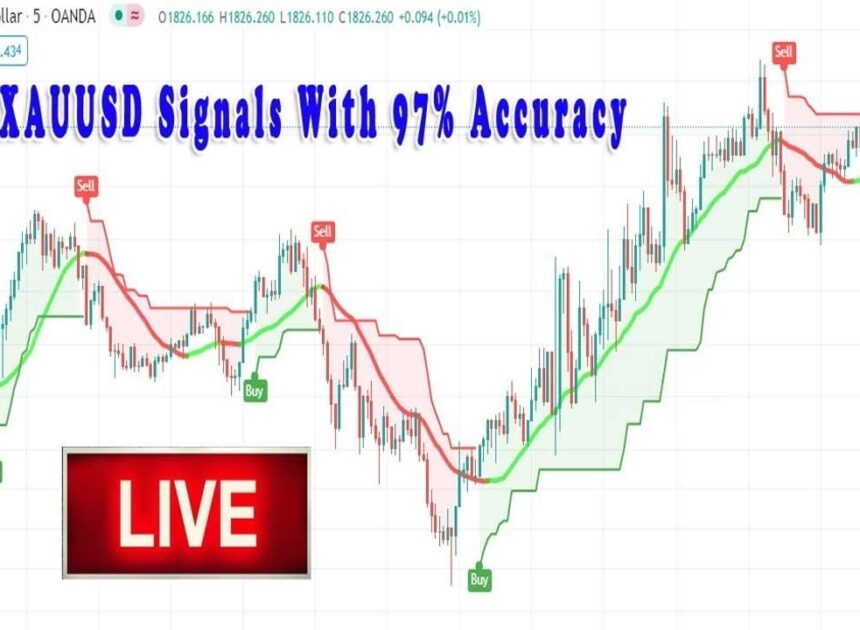 llar · 5 · OANDA O1826.166 H1826.260 L1826.110 C1826.260 +0.094 (+0.01%)
.434
XAUUSD Signals With 97% Accuracy
Sell
Sell
Sell
Buy
Buy
LIVE